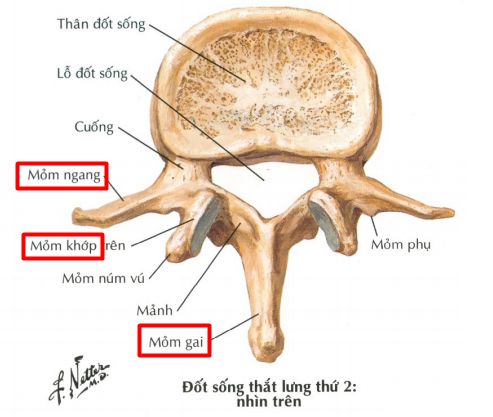 Thân đốt sống
Lỗ đốt sống
Cuống
Mỏm ngang
Mỏm khớp trên
Mỏm phụ
Mỏm núm vú
Mảnh
Mỏm gai
F. Netter
M.D.
Đốt sống thắt lưng thứ 2:
nhìn trên